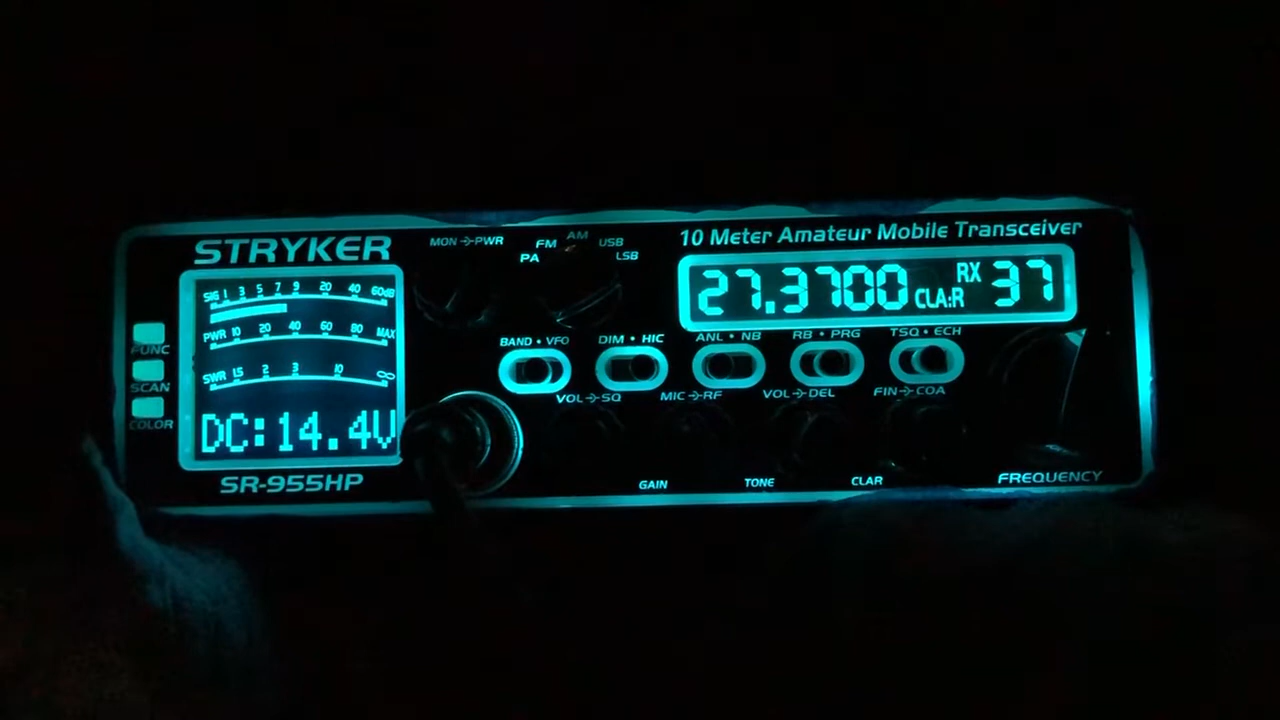 STRYKER
MON → PWR
PA FM AM USB LSB
10 Meter Amateur Mobile Transceiver
SIG 1 3 5 7 9 20 40 60dB
27.3700 CLA:R RX 37
PWR 10 20 40 60 80 MAX
BAND • VFO DIM • HIC ANL • NB RB • PRG TSQ • ECH
FUNC
SWR 1.5 2 3 10 ∞
SCAN
VOL → SQ MIC → RF VOL → DEL FIN → COA
COLOR
DC:14.4V
SR-955HP
GAIN TONE CLAR FREQUENCY